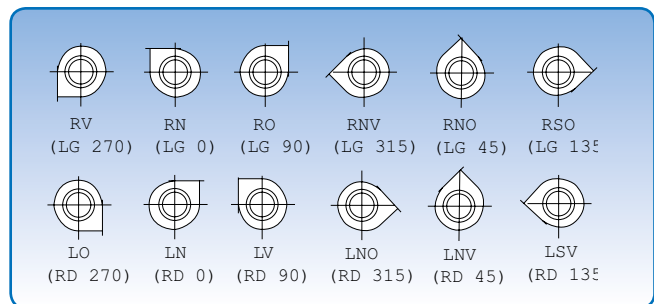 RV RN RO RNV RNO RSO
(LG 270) (LG 0) (LG 90) (LG 315) (LG 45) (LG 135
LO LN LV LNO LNV LSV
(RD 270) (RD 0) (RD 90) (RD 315) (RD 45) (RD 135